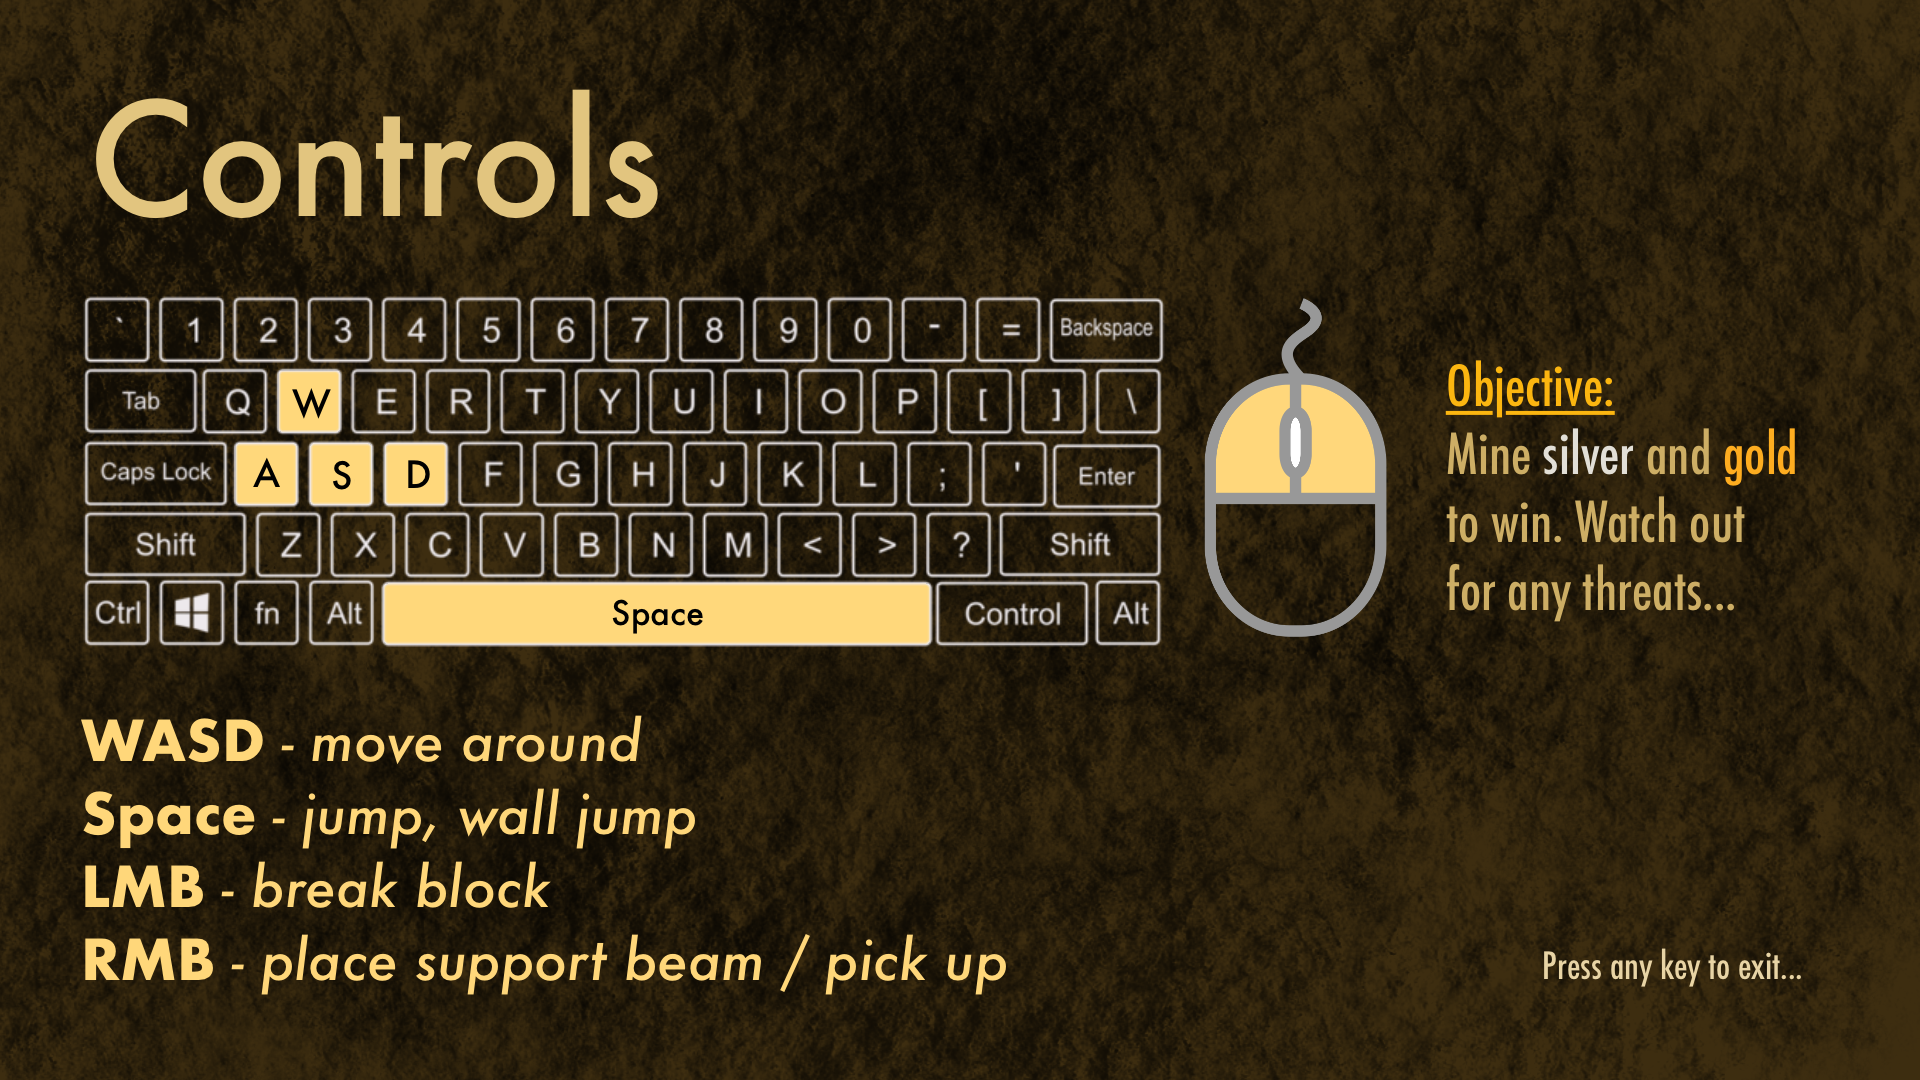 Controls
` 1 2 3 4 5 6 7 8 9 0 - = Backspace
Tab Q W E R T Y U I O P [ ] \
Caps Lock A S D F G H J K L ; ' Enter
Shift Z X C V B N M < > ? Shift
Ctrl fn Alt Space Control Alt
Objective:
Mine silver and gold
to win. Watch out
for any threats...
WASD - move around
Space - jump, wall jump
LMB - break block
RMB - place support beam / pick up
Press any key to exit...